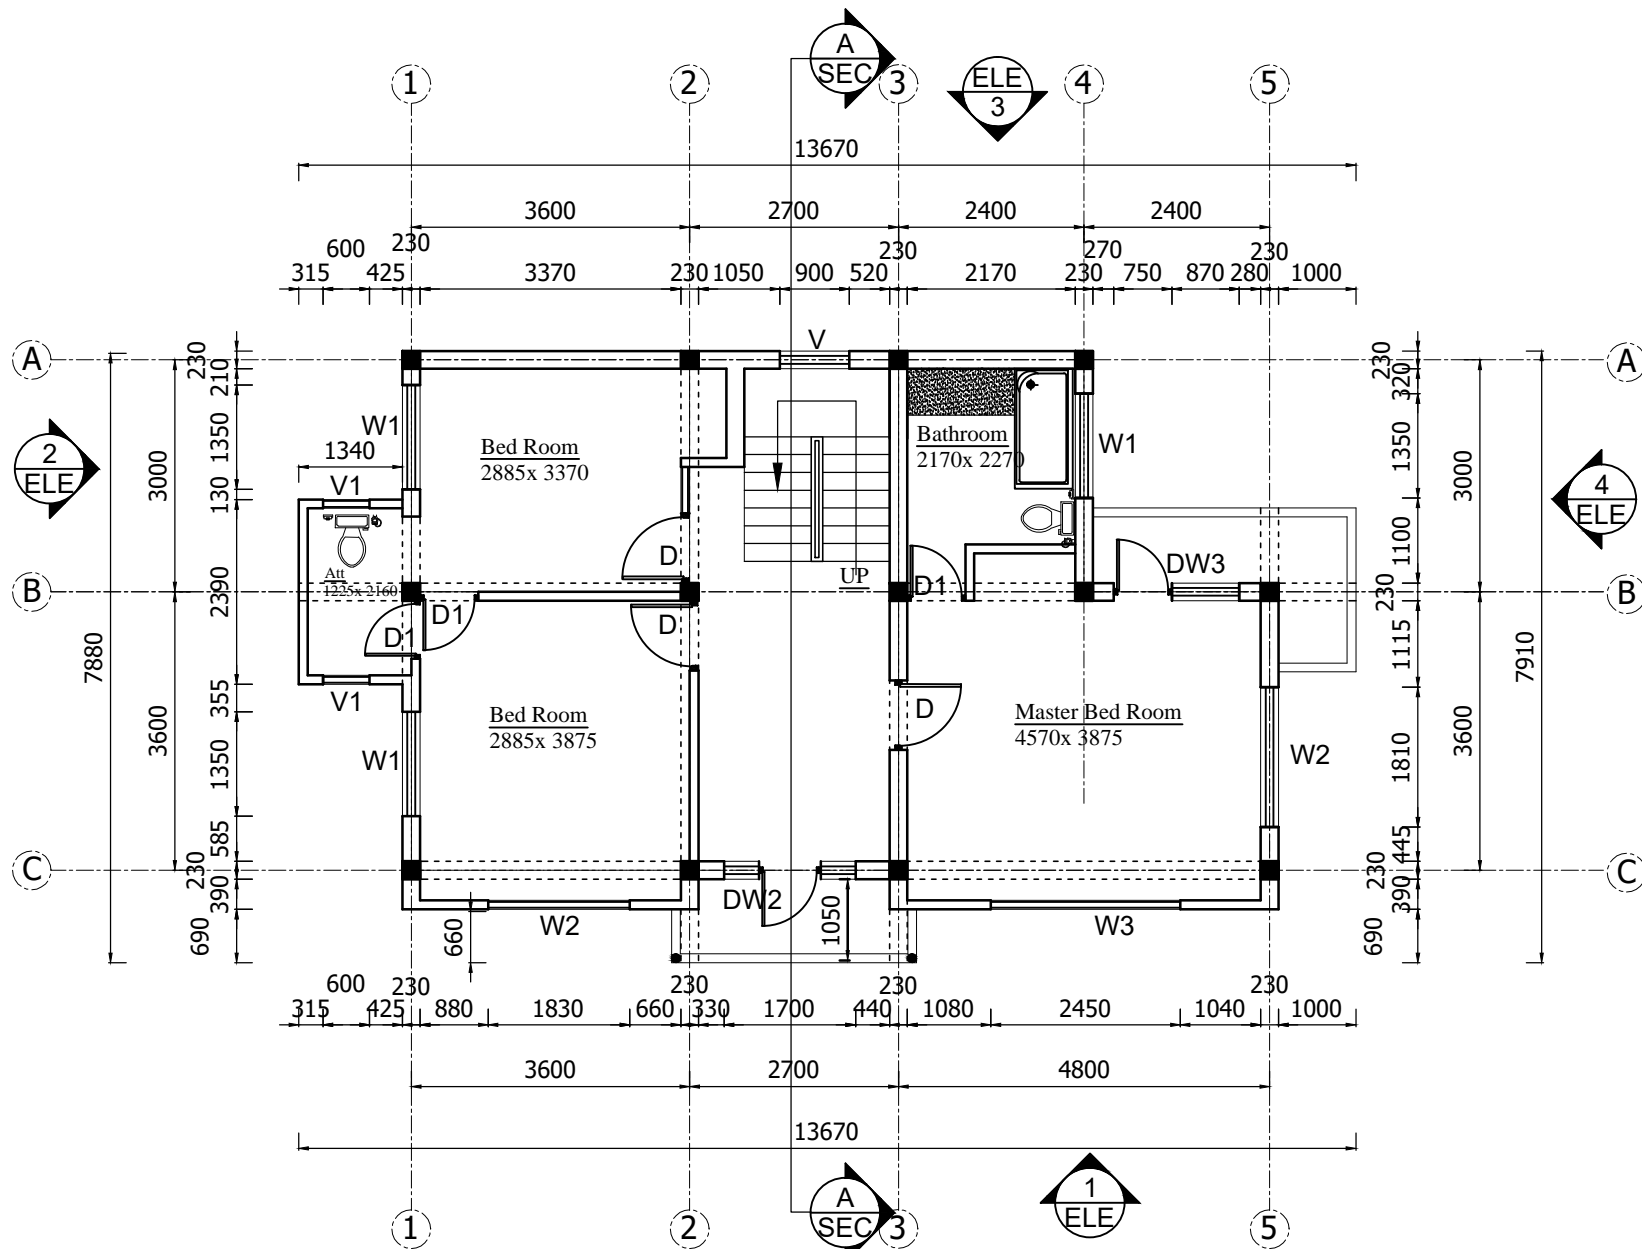 A
SEC
1
2
3
4
5
ELE
3
13670
3600
2700
2400
2400
600
230
230
270
230
315
425
3370
230
1050
900
520
2170
230
750
870
280
1000
A
A
V
230
210
230
320
W1
Bed Room
2885x 3370
Bathroom
2170x 2270
W1
1350
1350
2
ELE
1340
3000
3000
4
ELE
V1
130
1100
D
DW3
Att
1225x 2160
UP
B
B
2390
D1
D1
D
D1
230
7880
7910
1115
V1
355
Bed Room
2885x 3875
D
Master Bed Room
4570x 3875
3600
3600
W1
1350
W2
1810
585
445
C
C
230
230
390
390
DW2
W2
W3
690
660
1050
690
600
230
230
230
230
315
425
880
1830
660
330
1700
440
1080
2450
1040
1000
3600
2700
4800
13670
A
SEC
1
ELE
1
2
3
5